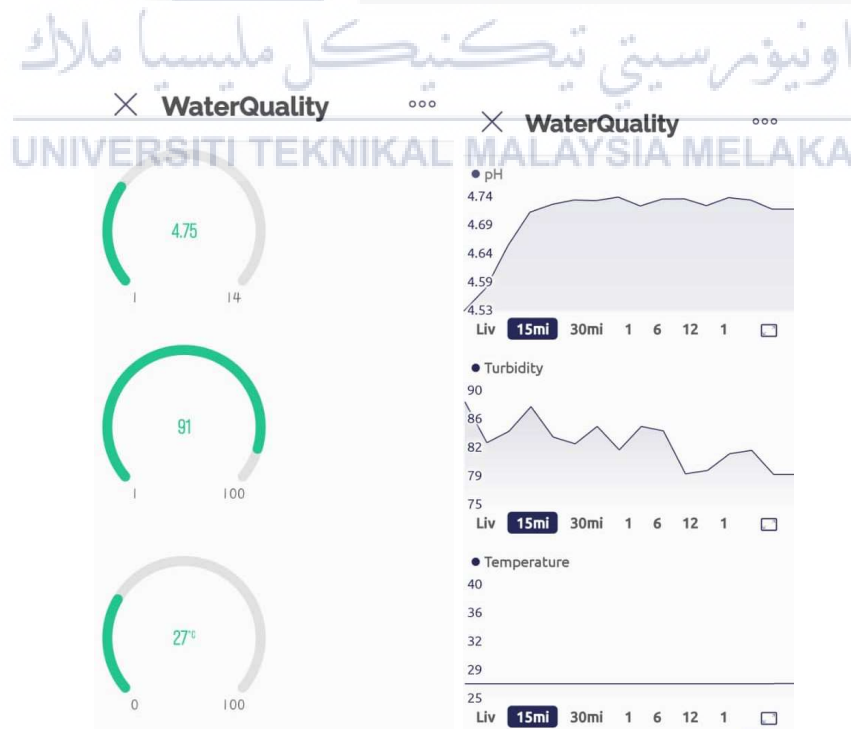 اونيۏرسيتي تيكنيكل مليسيا ملاك
UNIVERSITI TEKNIKAL MALAYSIA MELAKA
WaterQuality
4.75
1
14
91
1
100
27°C
0
100
WaterQuality
pH
4.74
4.69
4.64
4.59
4.53
Liv 15mi 30mi 1 6 12 1
Turbidity
90
86
82
79
75
Liv 15mi 30mi 1 6 12 1
Temperature
40
36
32
29
25
Liv 15mi 30mi 1 6 12 1